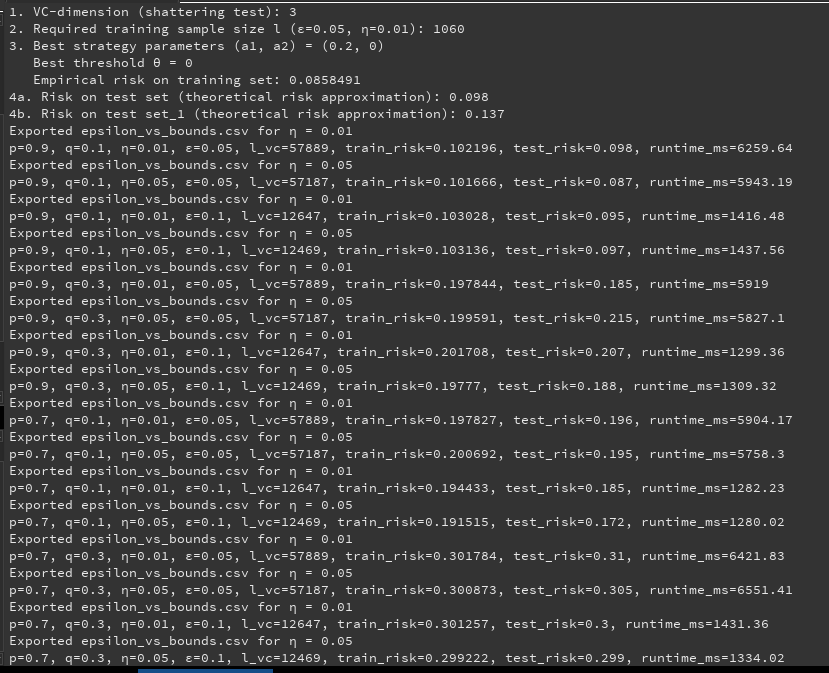 1. VC-dimension (shattering test): 3
2. Required training sample size l (ε=0.05, η=0.01): 1060
3. Best strategy parameters (a1, a2) = (0.2, 0)
   Best threshold θ = 0
   Empirical risk on training set: 0.0858491
4a. Risk on test set (theoretical risk approximation): 0.098
4b. Risk on test set_1 (theoretical risk approximation): 0.137
Exported epsilon_vs_bounds.csv for η = 0.01
p=0.9, q=0.1, η=0.01, ε=0.05, l_vc=57889, train_risk=0.102196, test_risk=0.098, runtime_ms=6259.64
Exported epsilon_vs_bounds.csv for η = 0.05
p=0.9, q=0.1, η=0.05, ε=0.05, l_vc=57187, train_risk=0.101666, test_risk=0.087, runtime_ms=5943.19
Exported epsilon_vs_bounds.csv for η = 0.01
p=0.9, q=0.1, η=0.01, ε=0.1, l_vc=12647, train_risk=0.103028, test_risk=0.095, runtime_ms=1416.48
Exported epsilon_vs_bounds.csv for η = 0.05
p=0.9, q=0.1, η=0.05, ε=0.1, l_vc=12469, train_risk=0.103136, test_risk=0.097, runtime_ms=1437.56
Exported epsilon_vs_bounds.csv for η = 0.01
p=0.9, q=0.3, η=0.01, ε=0.05, l_vc=57889, train_risk=0.197844, test_risk=0.185, runtime_ms=5919
Exported epsilon_vs_bounds.csv for η = 0.05
p=0.9, q=0.3, η=0.05, ε=0.05, l_vc=57187, train_risk=0.199591, test_risk=0.215, runtime_ms=5827.1
Exported epsilon_vs_bounds.csv for η = 0.01
p=0.9, q=0.3, η=0.01, ε=0.1, l_vc=12647, train_risk=0.201708, test_risk=0.207, runtime_ms=1299.36
Exported epsilon_vs_bounds.csv for η = 0.05
p=0.9, q=0.3, η=0.05, ε=0.1, l_vc=12469, train_risk=0.19777, test_risk=0.188, runtime_ms=1309.32
Exported epsilon_vs_bounds.csv for η = 0.01
p=0.7, q=0.1, η=0.01, ε=0.05, l_vc=57889, train_risk=0.197827, test_risk=0.196, runtime_ms=5904.17
Exported epsilon_vs_bounds.csv for η = 0.05
p=0.7, q=0.1, η=0.05, ε=0.05, l_vc=57187, train_risk=0.200692, test_risk=0.195, runtime_ms=5758.3
Exported epsilon_vs_bounds.csv for η = 0.01
p=0.7, q=0.1, η=0.01, ε=0.1, l_vc=12647, train_risk=0.194433, test_risk=0.185, runtime_ms=1282.23
Exported epsilon_vs_bounds.csv for η = 0.05
p=0.7, q=0.1, η=0.05, ε=0.1, l_vc=12469, train_risk=0.191515, test_risk=0.172, runtime_ms=1280.02
Exported epsilon_vs_bounds.csv for η = 0.01
p=0.7, q=0.3, η=0.01, ε=0.05, l_vc=57889, train_risk=0.301784, test_risk=0.31, runtime_ms=6421.83
Exported epsilon_vs_bounds.csv for η = 0.05
p=0.7, q=0.3, η=0.05, ε=0.05, l_vc=57187, train_risk=0.300873, test_risk=0.305, runtime_ms=6551.41
Exported epsilon_vs_bounds.csv for η = 0.01
p=0.7, q=0.3, η=0.01, ε=0.1, l_vc=12647, train_risk=0.301257, test_risk=0.3, runtime_ms=1431.36
Exported epsilon_vs_bounds.csv for η = 0.05
p=0.7, q=0.3, η=0.05, ε=0.1, l_vc=12469, train_risk=0.299222, test_risk=0.299, runtime_ms=1334.02